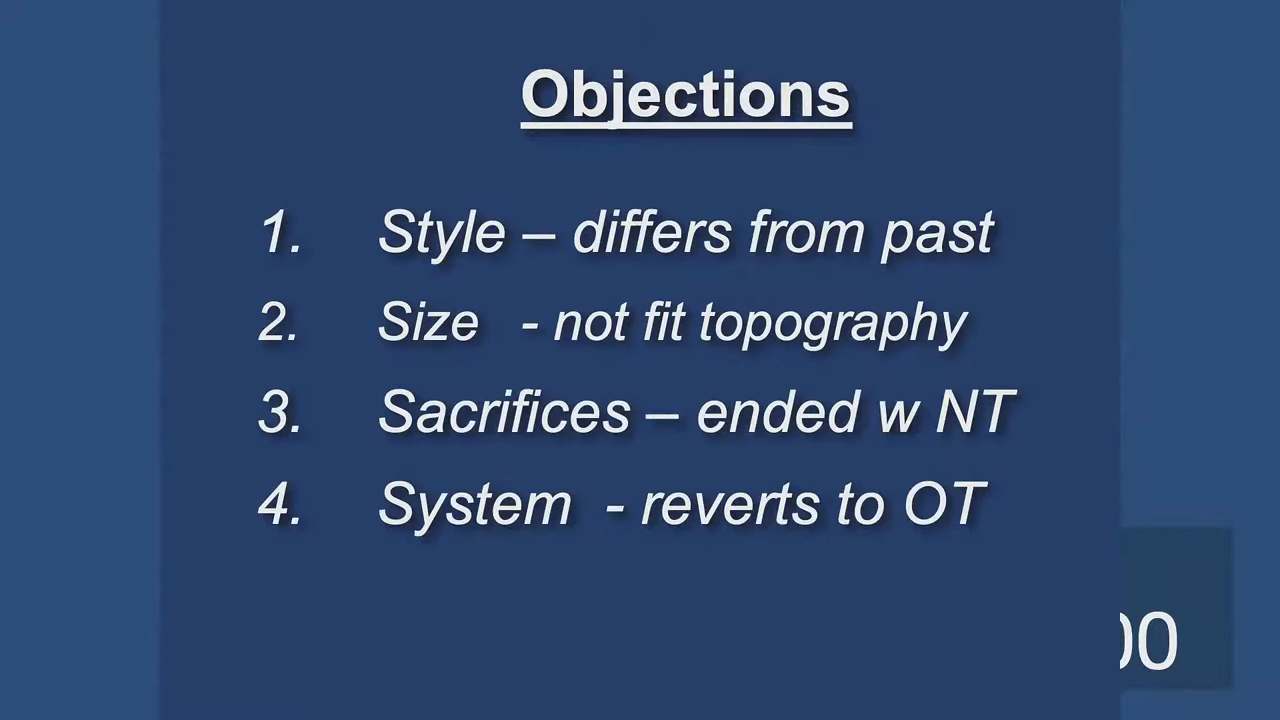 Objections
1. Style – differs from past
2. Size - not fit topography
3. Sacrifices – ended w NT
4. System - reverts to OT
00